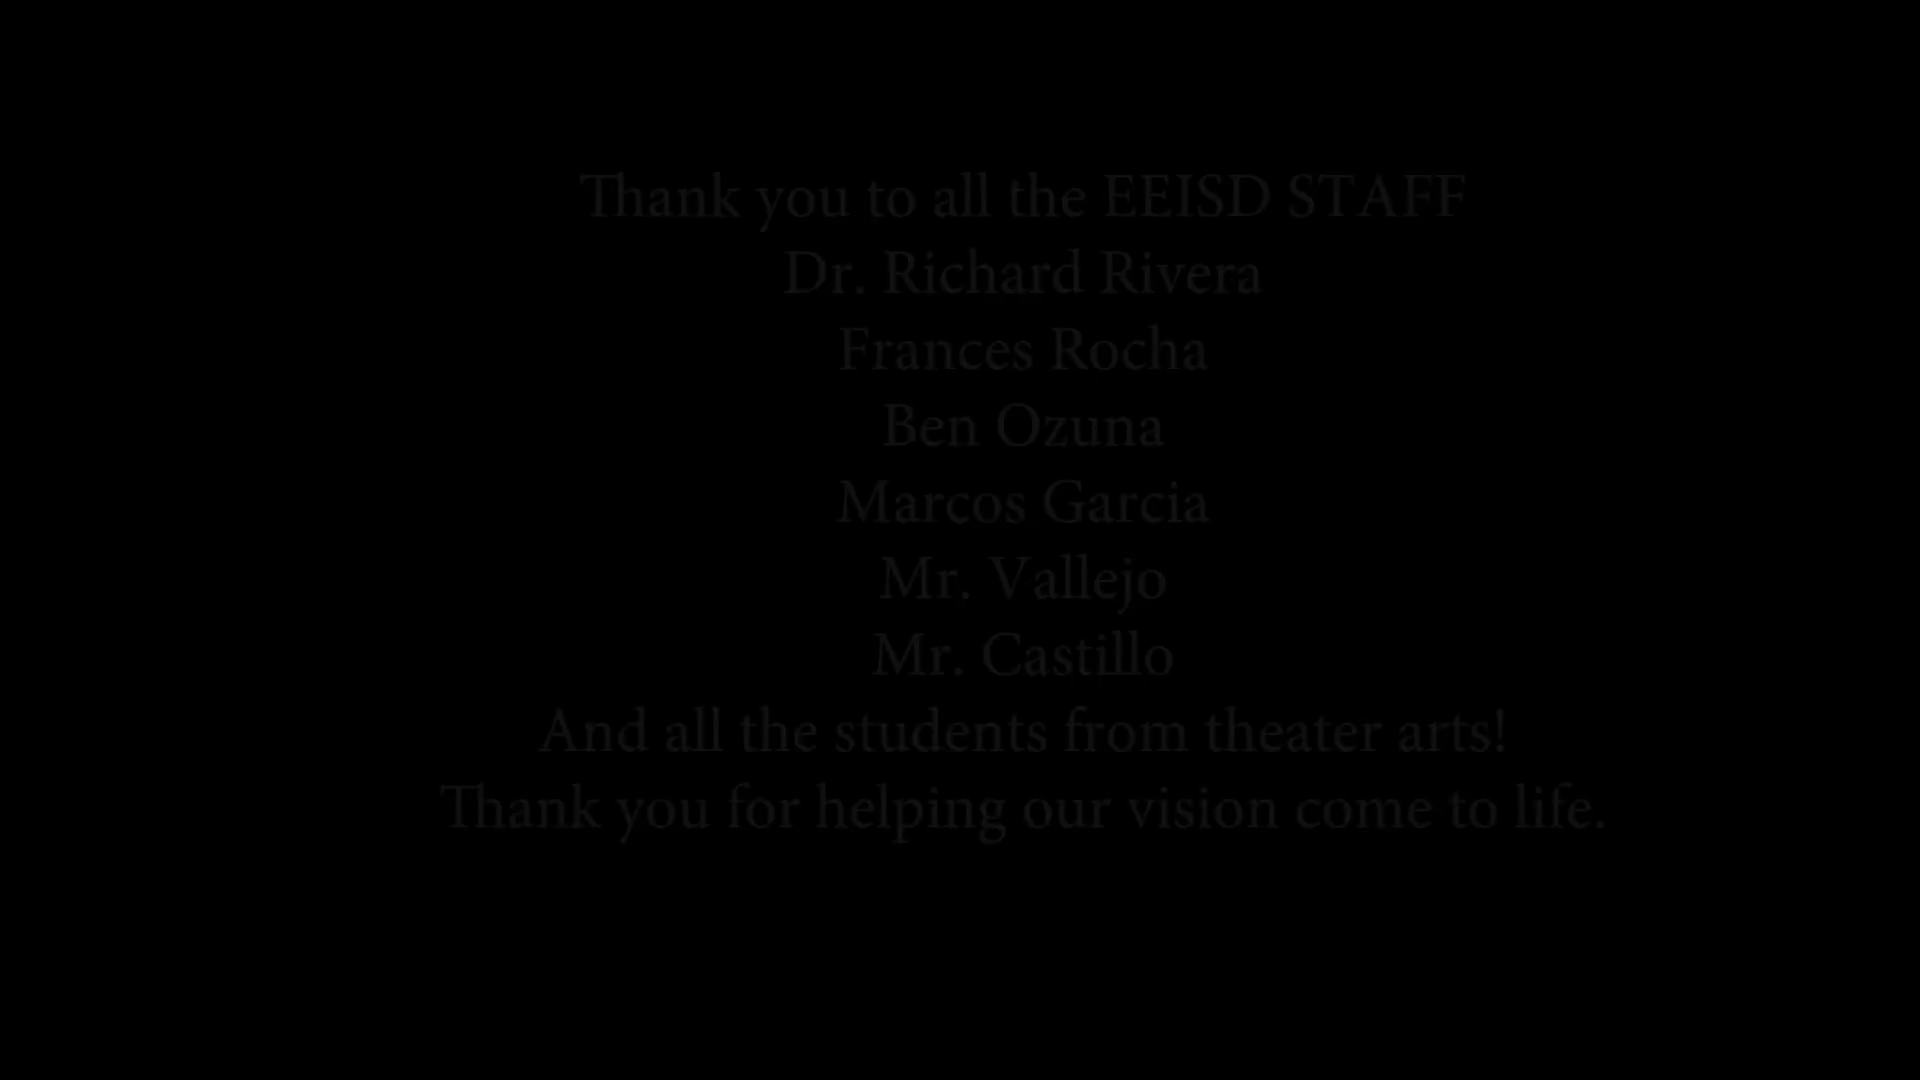 Thank you to all the EEISD STAFF
Dr. Richard Rivera
Frances Rocha
Ben Ozuna
Marcos Garcia
Mr. Vallejo
Mr. Castillo
And all the students from theater arts!
Thank you for helping our vision come to life.